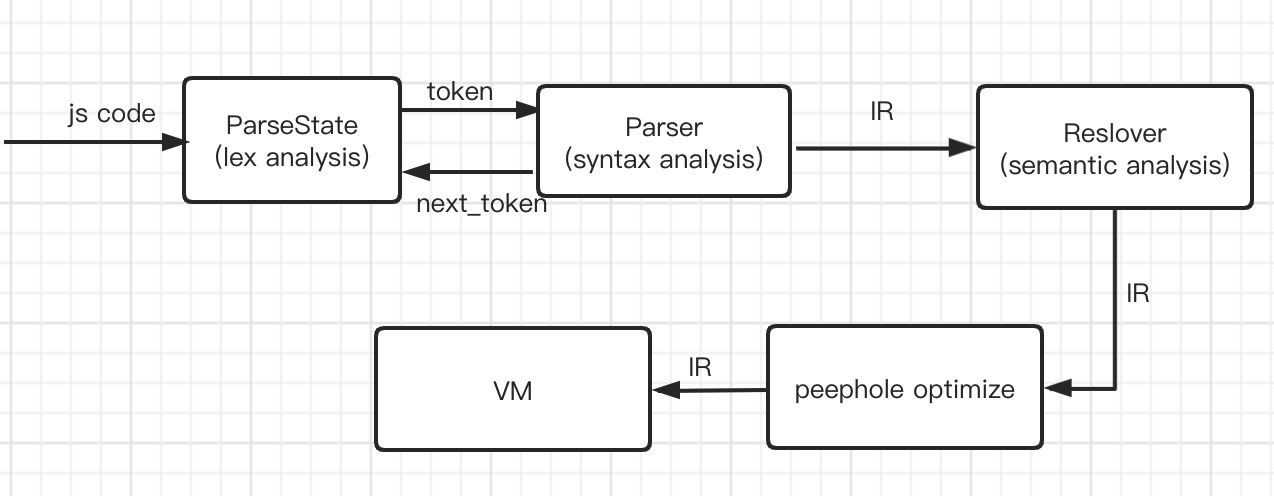 js code
ParseState
(lex analysis)
token
next_token
Parser
(syntax analysis)
IR
Reslover
(semantic analysis)
IR
peephole optimize
IR
VM